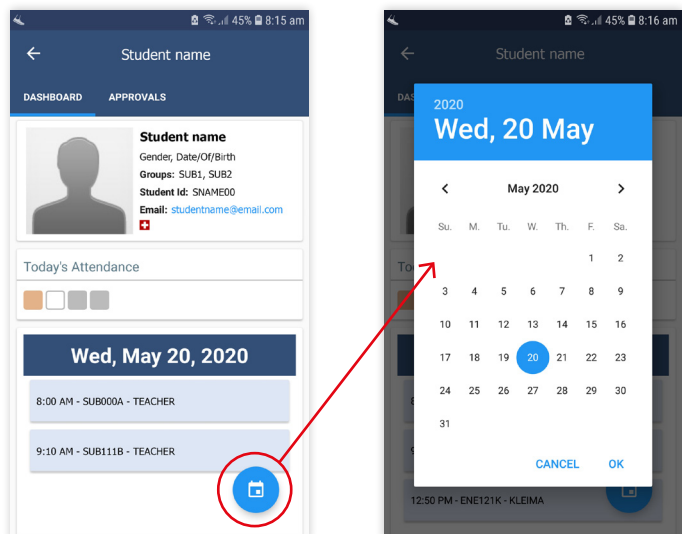 45% 8:15 am
Student name
DASHBOARD APPROVALS
Student name
Gender, Date/Of/Birth
Groups: SUB1, SUB2
Student Id: SNAME00
Email: studentname@email.com
Today's Attendance
Wed, May 20, 2020
8:00 AM - SUB000A - TEACHER
9:10 AM - SUB111B - TEACHER
45% 8:16 am
Student name
DAS
2020
Wed, 20 May
May 2020
Su. M. Tu. W. Th. F. Sa.
1 2
3 4 5 6 7 8 9
10 11 12 13 14 15 16
17 18 19 20 21 22 23
24 25 26 27 28 29 30
31
CANCEL OK
To
8
9
12:50 PM - ENE121K - KLEIMA